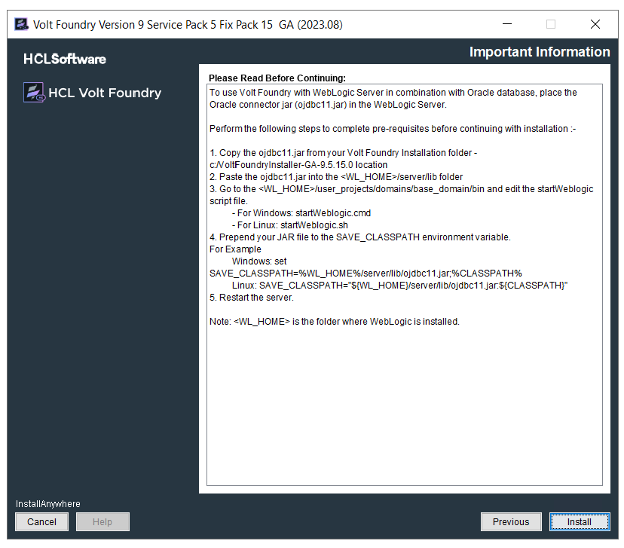 Volt Foundry Version 9 Service Pack 5 Fix Pack 15 GA (2023.08)
Important Information
HCLSoftware
HCL Volt Foundry
Please Read Before Continuing:
To use Volt Foundry with WebLogic Server in combination with Oracle database, place the
Oracle connector jar (ojdbc11.jar) in the WebLogic Server.
Perform the following steps to complete pre-requisites before continuing with installation :-
1. Copy the ojdbc11.jar from your Volt Foundry Installation folder -
c:/VoltFoundryInstaller-GA-9.5.15.0 location
2. Paste the ojdbc11.jar into the <WL_HOME>/server/lib folder
3. Go to the <WL_HOME>/user_projects/domains/base_domain/bin and edit the startWeblogic
script file.
- For Windows: startWeblogic.cmd
- For Linux: startWeblogic.sh
4. Prepend your JAR file to the SAVE_CLASSPATH environment variable.
For Example
Windows: set
SAVE_CLASSPATH=%WL_HOME%/server/lib/ojdbc11.jar;%CLASSPATH%
Linux: SAVE_CLASSPATH="${WL_HOME}/server/lib/ojdbc11.jar:${CLASSPATH}"
5. Restart the server.
Note: <WL_HOME> is the folder where WebLogic is installed.
InstallAnywhere
Cancel
Help
Previous
Install